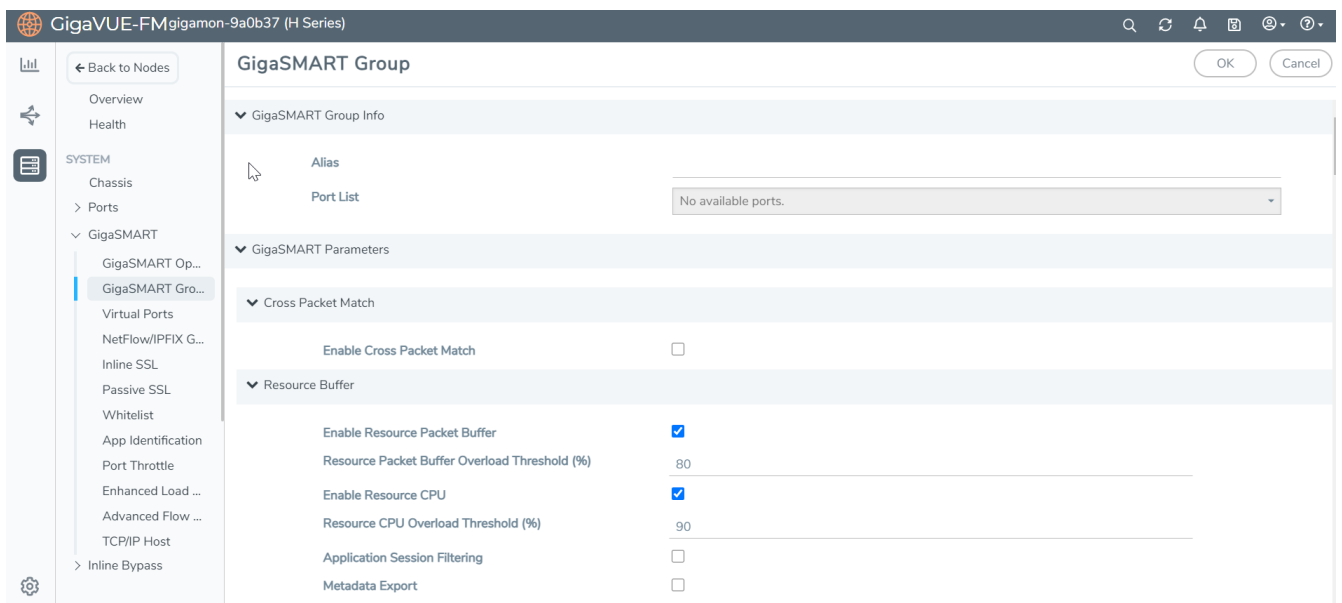 GigaVUE-FM gigamon-9a0b37 (H Series)
Back to Nodes
Overview
Health
SYSTEM
Chassis
Ports
GigaSMART
GigaSMART Op...
GigaSMART Gro...
Virtual Ports
NetFlow/IPFIX G...
Inline SSL
Passive SSL
Whitelist
App Identification
Port Throttle
Enhanced Load ...
Advanced Flow ...
TCP/IP Host
Inline Bypass
GigaSMART Group
OK Cancel
GigaSMART Group Info
Alias
Port List No available ports.
GigaSMART Parameters
Cross Packet Match
Enable Cross Packet Match
Resource Buffer
Enable Resource Packet Buffer
Resource Packet Buffer Overload Threshold (%) 80
Enable Resource CPU
Resource CPU Overload Threshold (%) 90
Application Session Filtering
Metadata Export